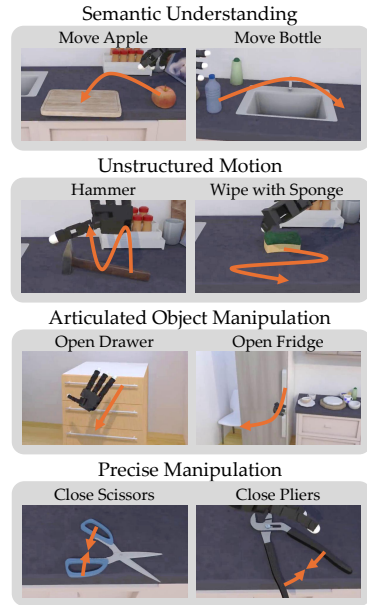 Semantic Understanding
Move Apple
Move Bottle
Unstructured Motion
Hammer
Wipe with Sponge
Articulated Object Manipulation
Open Drawer
Open Fridge
Precise Manipulation
Close Scissors
Close Pliers